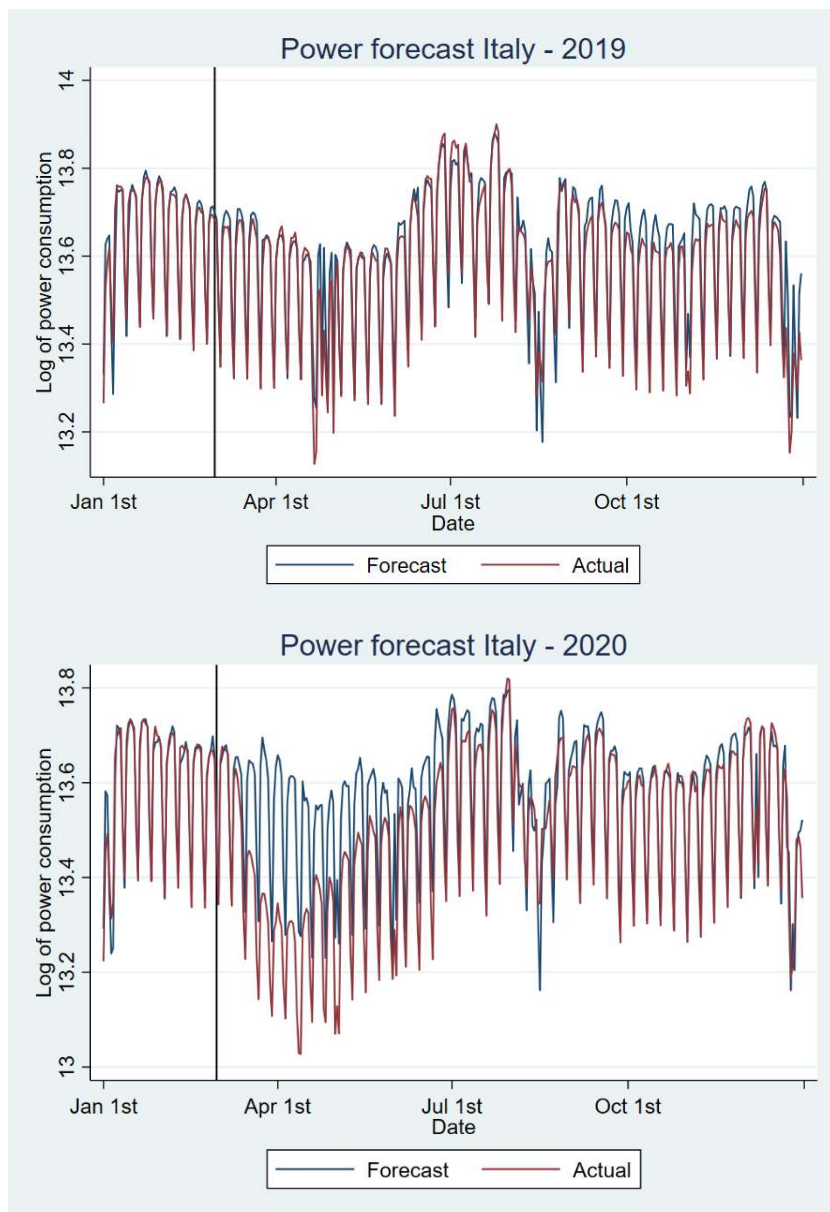 Power forecast Italy - 2019
Log of power consumption
14
13.8
13.6
13.4
13.2
Jan 1st
Apr 1st
Jul 1st
Oct 1st
Date
Forecast
Actual
Power forecast Italy - 2020
Log of power consumption
13.8
13.6
13.4
13.2
13
Jan 1st
Apr 1st
Jul 1st
Oct 1st
Date
Forecast
Actual